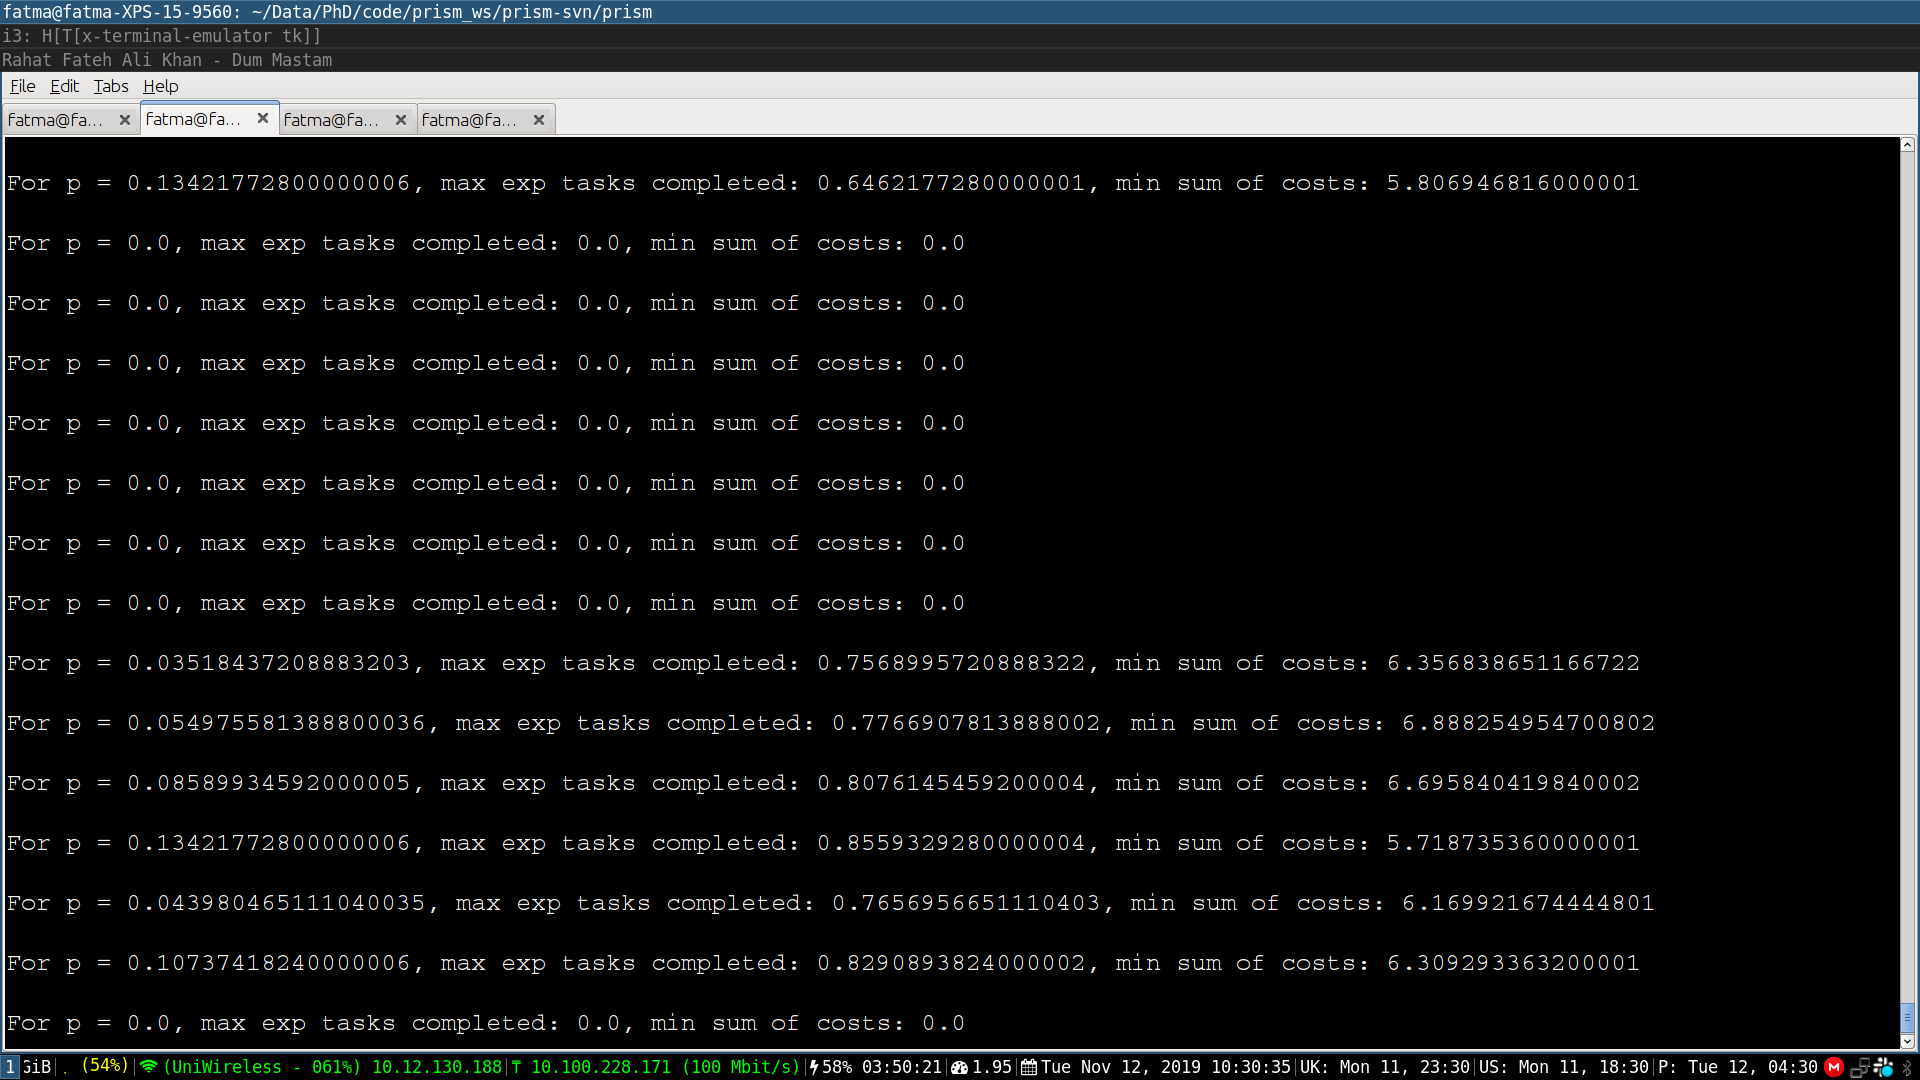 fatma@fatma-XPS-15-9560: ~/Data/PhD/code/prism_ws/prism-svn/prism
i3: H[T[x-terminal-emulator tk]]
Rahat Fateh Ali Khan - Dum Mastam
File Edit Tabs Help
fatma@fa... fatma@fa... fatma@fa... fatma@fa...
For p = 0.13421772800000006, max exp tasks completed: 0.6462177280000001, min sum of costs: 5.806946816000001
For p = 0.0, max exp tasks completed: 0.0, min sum of costs: 0.0
For p = 0.0, max exp tasks completed: 0.0, min sum of costs: 0.0
For p = 0.0, max exp tasks completed: 0.0, min sum of costs: 0.0
For p = 0.0, max exp tasks completed: 0.0, min sum of costs: 0.0
For p = 0.0, max exp tasks completed: 0.0, min sum of costs: 0.0
For p = 0.0, max exp tasks completed: 0.0, min sum of costs: 0.0
For p = 0.0, max exp tasks completed: 0.0, min sum of costs: 0.0
For p = 0.03518437208883203, max exp tasks completed: 0.7568995720888322, min sum of costs: 6.356838651166722
For p = 0.054975581388800036, max exp tasks completed: 0.7766907813888002, min sum of costs: 6.888254954700802
For p = 0.08589934592000005, max exp tasks completed: 0.8076145459200004, min sum of costs: 6.695840419840002
For p = 0.13421772800000006, max exp tasks completed: 0.8559329280000004, min sum of costs: 5.718735360000001
For p = 0.043980465111040035, max exp tasks completed: 0.7656956651110403, min sum of costs: 6.169921674444801
For p = 0.10737418240000006, max exp tasks completed: 0.8290893824000002, min sum of costs: 6.309293363200001
For p = 0.0, max exp tasks completed: 0.0, min sum of costs: 0.0
1 GiB| . (54%)| (UniWireless - 061%) 10.12.130.188| 10.100.228.171 (100 Mbit/s)| 58% 03:50:21| 1.95| Tue Nov 12, 2019 10:30:35|UK: Mon 11, 23:30|US: Mon 11, 18:30|P: Tue 12, 04:30 M